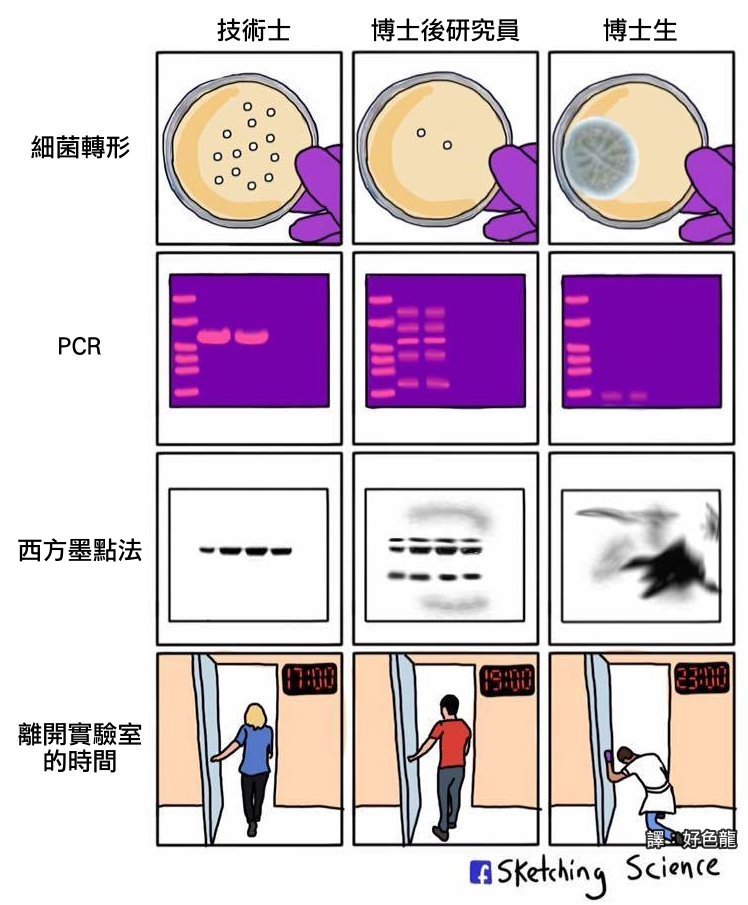 技術士 博士後研究員 博士生
細菌轉形
PCR
西方墨點法
離開實驗室
的時間
17:00 19:00 23:00
譯：好色龍
f Sketching Science